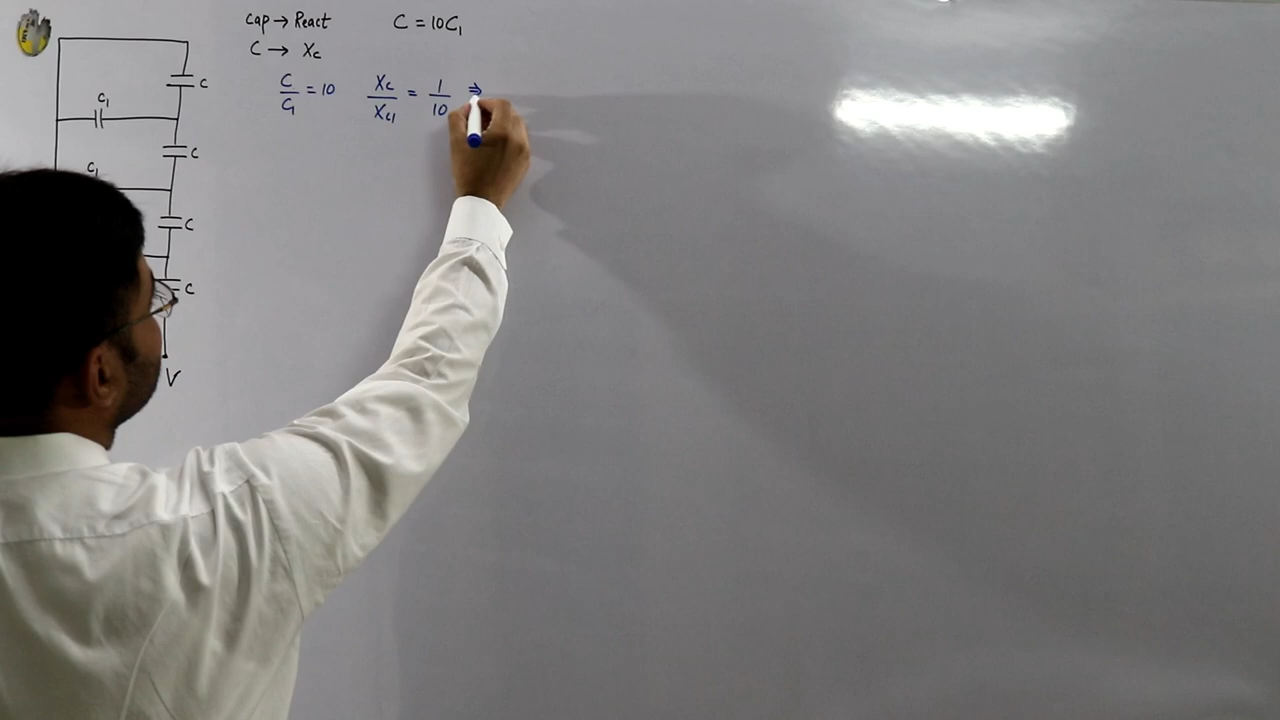 Cap → React
C = 10C₁
C → Xc
C/C₁ = 10
Xc/Xc1 = 1/10 ⇒
C
C₁
C
C₁
C
C
V